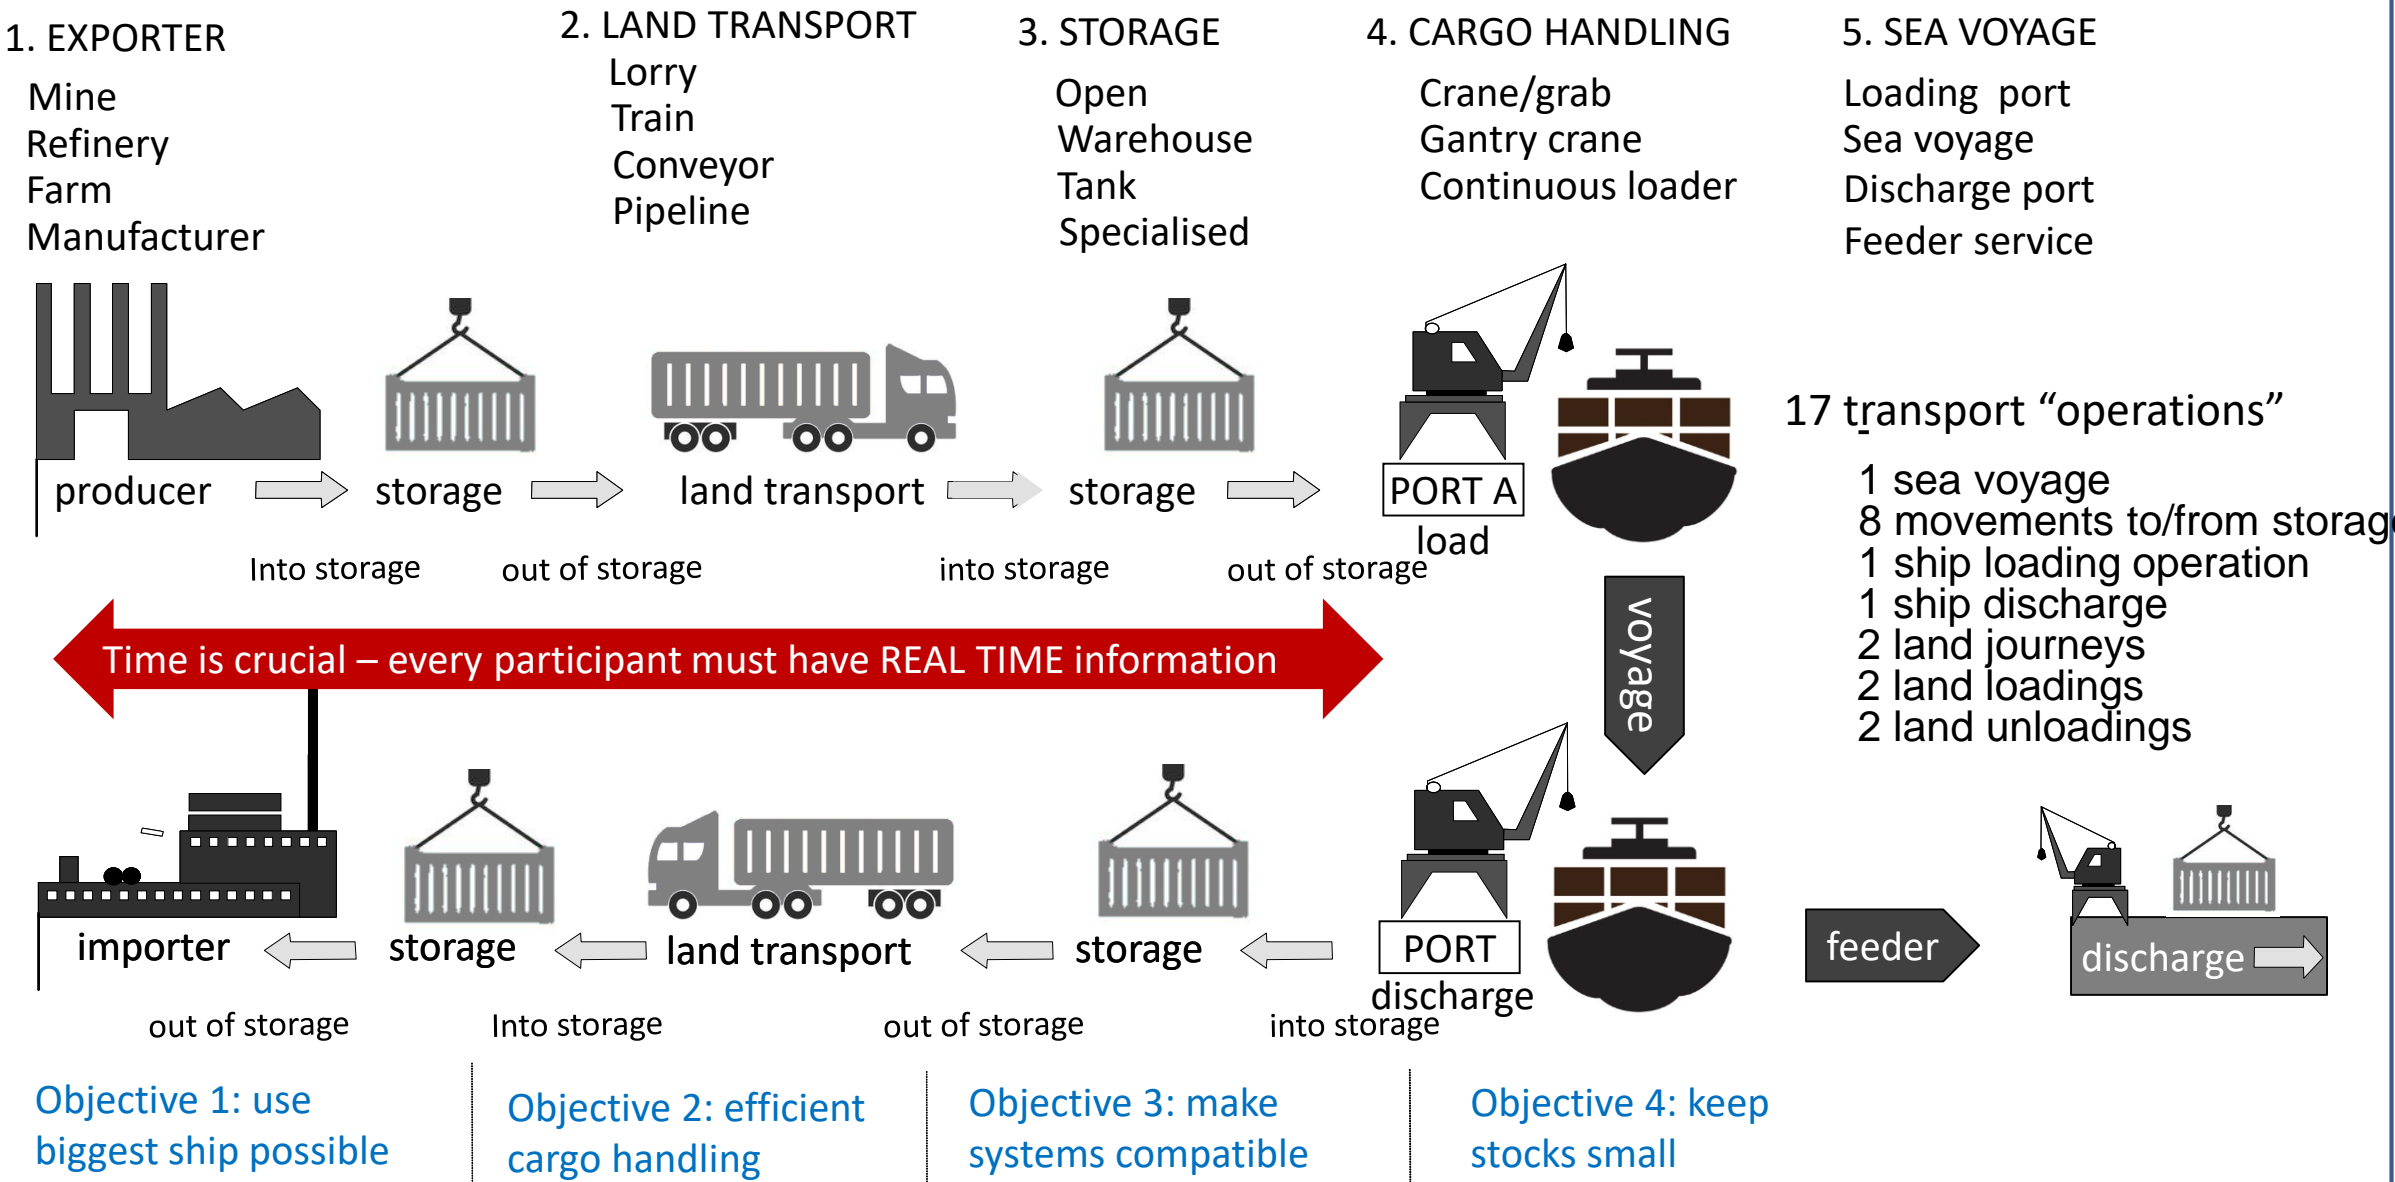 1. EXPORTER
Mine
Refinery
Farm
Manufacturer
2. LAND TRANSPORT
Lorry
Train
Conveyor
Pipeline
3. STORAGE
Open
Warehouse
Tank
Specialised
4. CARGO HANDLING
Crane/grab
Gantry crane
Continuous loader
5. SEA VOYAGE
Loading port
Sea voyage
Discharge port
Feeder service
producer
storage
land transport
storage
PORT A
load
Into storage
out of storage
into storage
out of storage
17 transport “operations”
1 sea voyage
8 movements to/from storage
1 ship loading operation
1 ship discharge
2 land journeys
2 land loadings
2 land unloadings
Time is crucial – every participant must have REAL TIME information
voyage
importer
storage
land transport
storage
PORT
discharge
feeder
discharge
out of storage
Into storage
out of storage
into storage
Objective 1: use
biggest ship possible
Objective 2: efficient
cargo handling
Objective 3: make
systems compatible
Objective 4: keep
stocks small